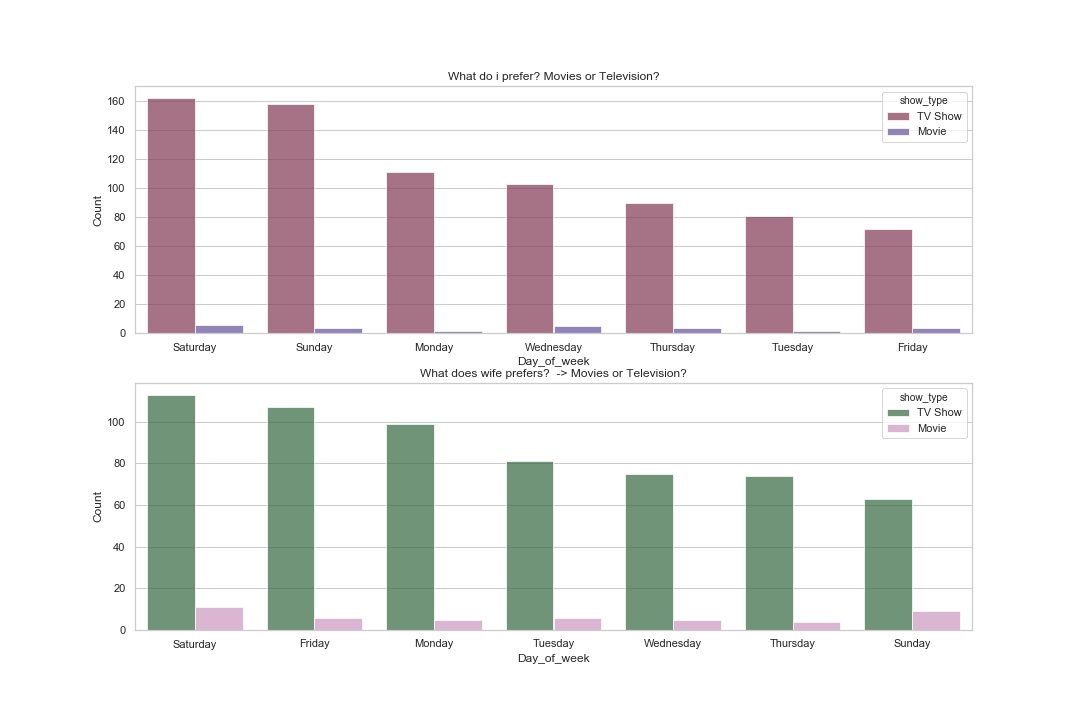 What do i prefer? Movies or Television?
160
140
120
100
80
60
40
20
0
Count
show_type
TV Show
Movie
Saturday Sunday Monday Wednesday Thursday Tuesday Friday
Day_of_week
What does wife prefers?  -> Movies or Television?
100
80
60
40
20
0
Count
show_type
TV Show
Movie
Saturday Friday Monday Tuesday Wednesday Thursday Sunday
Day_of_week